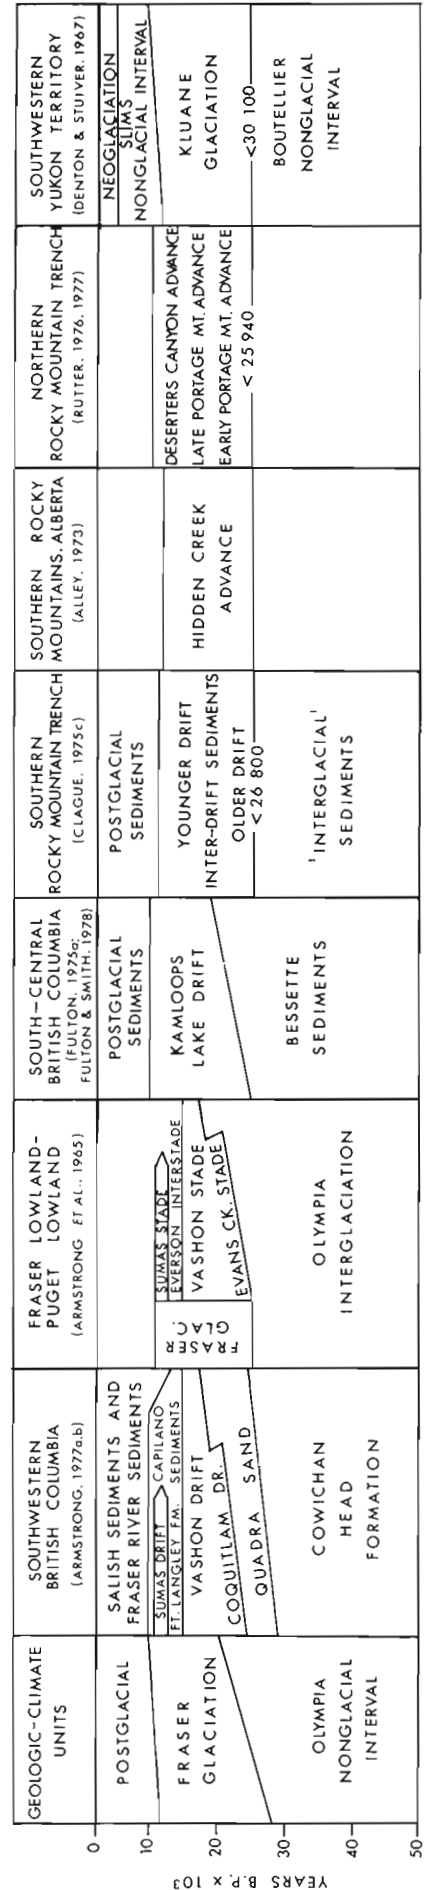 GEOLOGIC-CLIMATE
UNITS
SOUTHWESTERN
BRITISH COLUMBIA
(ARMSTRONG, 1977a,b)
FRASER LOWLAND-
PUGET LOWLAND
(ARMSTRONG ET AL., 1965)
SOUTH-CENTRAL
BRITISH COLUMBIA
(FULTON, 1975a;
FULTON & SMITH, 1978)
SOUTHERN
ROCKY MOUNTAIN TRENCH
(CLAGUE, 1975c)
SOUTHERN ROCKY
MOUNTAINS, ALBERTA
(ALLEY, 1973)
NORTHERN
ROCKY MOUNTAIN TRENCH
(RUTTER, 1976, 1977)
SOUTHWESTERN
YUKON TERRITORY
(DENTON & STUIVER, 1967)
YEARS B.P. x 10³
0
10
20
30
40
50
POSTGLACIAL
FRASER
GLACIATION
OLYMPIA
NONGLACIAL
INTERVAL
SALISH SEDIMENTS AND
FRASER RIVER SEDIMENTS
SUMAS DRIFT
CAPILANO
SEDIMENTS
FT. LANGLEY FM.
VASHON DRIFT
COQUITLAM DR.
QUADRA SAND
COWICHAN
HEAD
FORMATION
FRASER
GLAC.
SUMAS STADE
EVERSON INTERSTADE
VASHON STADE
EVANS CK. STADE
OLYMPIA
INTERGLACIATION
POSTGLACIAL
SEDIMENTS
KAMLOOPS
LAKE DRIFT
BESSETTE
SEDIMENTS
POSTGLACIAL
SEDIMENTS
YOUNGER DRIFT
INTER-DRIFT SEDIMENTS
OLDER DRIFT
<26 800
'INTERGLACIAL'
SEDIMENTS
HIDDEN CREEK
ADVANCE
DESERTERS CANYON ADVANCE
LATE PORTAGE MT. ADVANCE
EARLY PORTAGE MT. ADVANCE
< 25 940
NEOGLACIATION
SLIMS
NONGLACIAL INTERVAL
KLUANE
GLACIATION
<30 100
BOUTELLIER
NONGLACIAL
INTERVAL